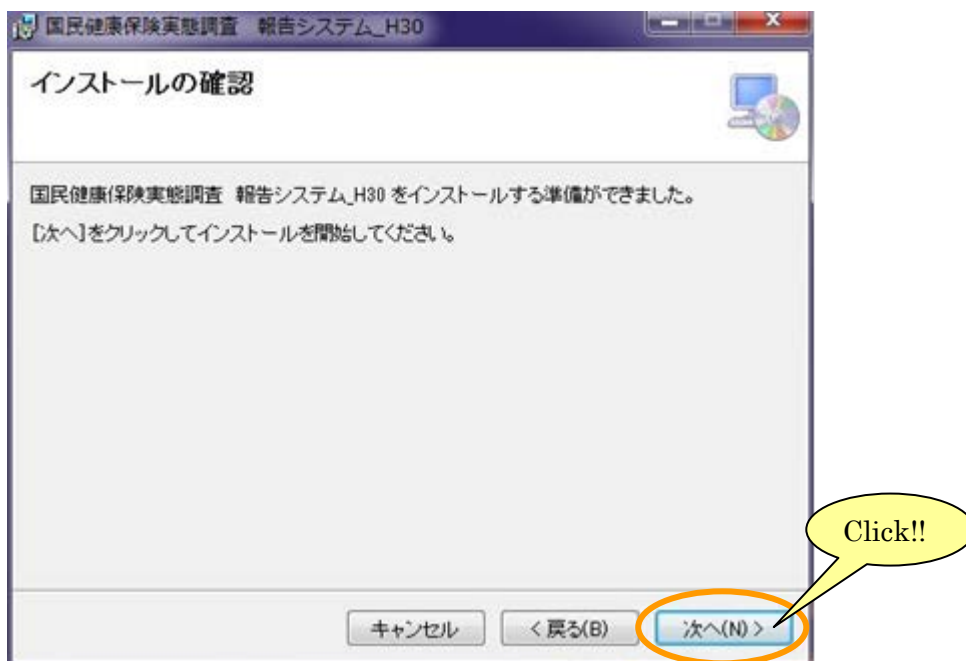 国民健康保険実態調査 報告システム_H30
インストールの確認
国民健康保険実態調査 報告システム_H30 をインストールする準備ができました。
[次へ]をクリックしてインストールを開始してください。
Click!!
キャンセル
< 戻る(B)
次へ(N) >